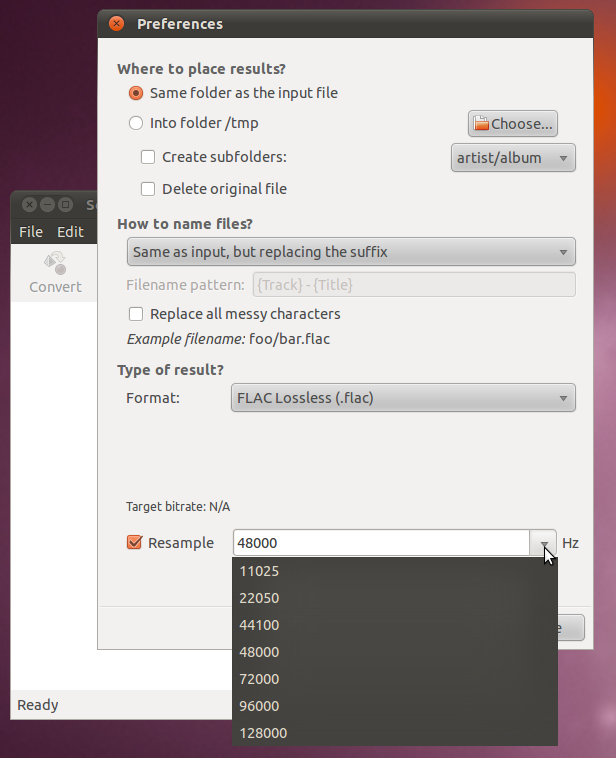 Preferences
Where to place results?
Same folder as the input file
Into folder /tmp
Choose...
Create subfolders:
artist/album
Delete original file
File Edit
How to name files?
Same as input, but replacing the suffix
Convert
Filename pattern: {Track} - {Title}
Replace all messy characters
Example filename: foo/bar.flac
Type of result?
Format: FLAC Lossless (.flac)
Target bitrate: N/A
Resample 48000 Hz
11025
22050
44100
48000
72000
96000
128000
Ready